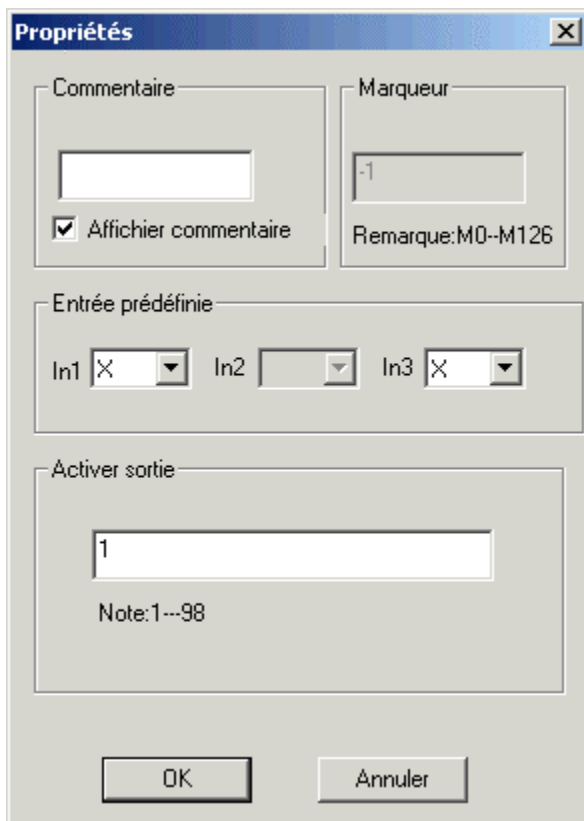 Propriétés
Commentaire
Marqueur
-1
Affichier commentaire
Remarque:M0--M126
Entrée prédéfinie
In1 X In2 In3 X
Activer sortie
1
Note:1---98
OK Annuler